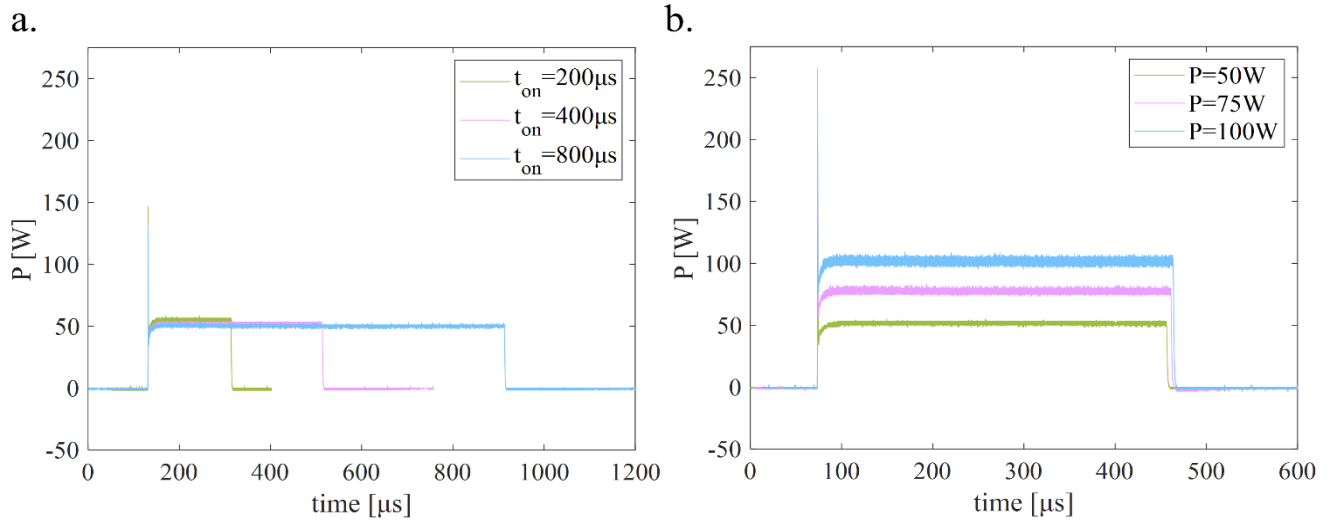 a.
250
200
150
100
50
0
-50
P [W]
0 200 400 600 800 1000 1200
time [μs]
t_on=200μs
t_on=400μs
t_on=800μs
b.
250
200
150
100
50
0
-50
P [W]
0 100 200 300 400 500 600
time [μs]
P=50W
P=75W
P=100W